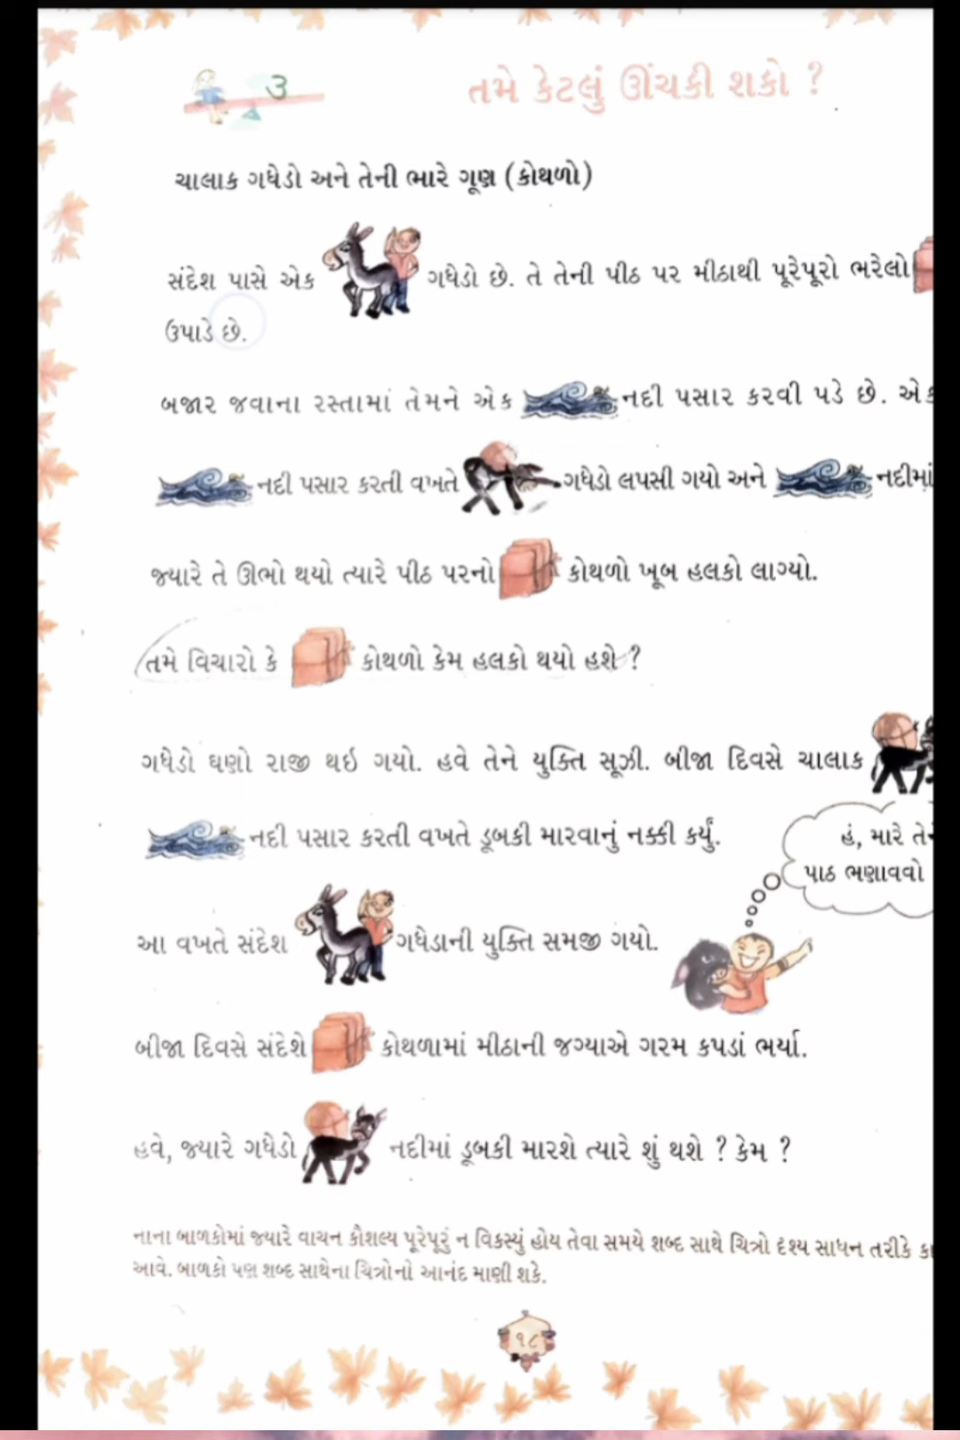 ૩
તમે કેટલું ઊંચકી શકો ?
ચાલાક ગધેડો અને તેની ભારે ગૂણ (કોથળો)
સંદેશ પાસે એક ગધેડો છે. તે તેની પીઠ પર મીઠાથી પૂરેપૂરો ભરેલો
ઉપાડે છે.
બજાર જવાના રસ્તામાં તેમને એક નદી પસાર કરવી પડે છે.
નદી પસાર કરતી વખતે ગધેડો લપસી ગયો અને નદીમાં
જ્યારે તે ઊભો થયો ત્યારે પીઠ પરનો કોથળો ખૂબ હલકો લાગ્યો.
તમે વિચારો કે કોથળો કેમ હલકો થયો હશે ?
ગધેડો ઘણો રાજી થઇ ગયો. હવે તેને યુક્તિ સૂઝી. બીજા દિવસે ચાલાક
નદી પસાર કરતી વખતે ડૂબકી મારવાનું નક્કી કર્યું.
હં, મારે
પાઠ ભણાવવો
આ વખતે સંદેશ ગધેડાની યુક્તિ સમજી ગયો.
બીજા દિવસે સંદેશે કોથળામાં મીઠાની જગ્યાએ ગરમ કપડાં ભર્યા.
હવે, જ્યારે ગધેડો નદીમાં ડૂબકી મારશે ત્યારે શું થશે ? કેમ ?
નાના બાળકોમાં જ્યારે વાચન કૌશલ્ય પૂરેપૂરું ન વિકસ્યું હોય તેવા સમયે શબ્દ સાથે ચિત્રો દશ્ય સાધન તરીકે
આવે. બાળકો પણ શબ્દ સાથેના ચિત્રોનો આનંદ માણી શકે.
૧૮